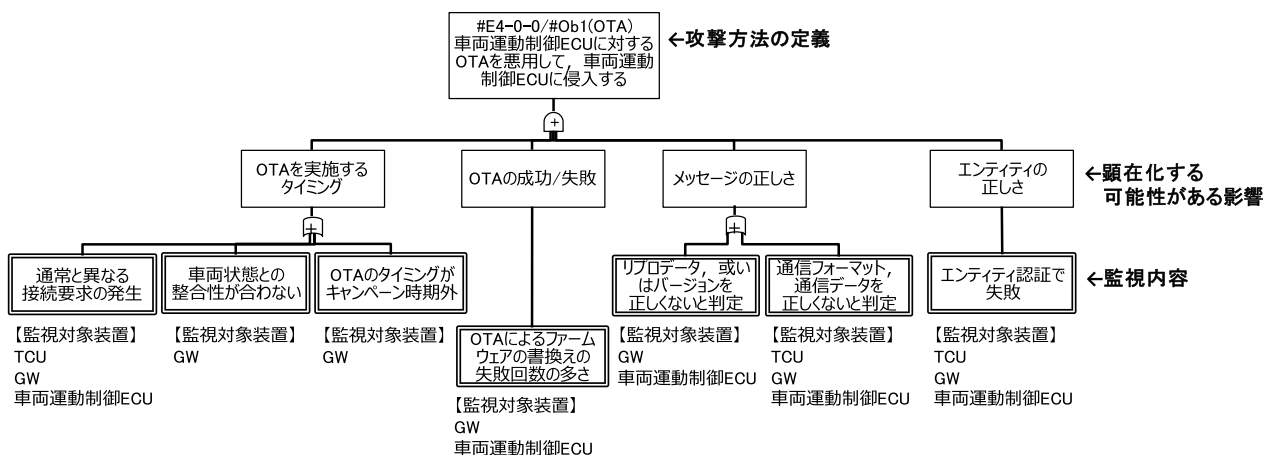 #E4-0-0/#Ob1(OTA)
車両運動制御ECUに対する
OTAを悪用して，車両運動
制御ECUに侵入する
←攻撃方法の定義
OTAを実施する
タイミング
OTAの成功/失敗
メッセージの正しさ
エンティティの
正しさ
←顕在化する
可能性がある影響
通常と異なる
接続要求の発生
車両状態との
整合性が合わない
OTAのタイミングが
キャンペーン時期外
リプロデータ，或い
はバージョンを
正しくないと判定
通信フォーマット，
通信データを
正しくないと判定
エンティティ認証で
失敗
←監視内容
【監視対象装置】
TCU
GW
車両運動制御ECU
【監視対象装置】
GW
【監視対象装置】
GW
OTAによるファーム
ウェアの書換えの
失敗回数の多さ
【監視対象装置】
GW
車両運動制御ECU
【監視対象装置】
GW
車両運動制御ECU
【監視対象装置】
TCU
GW
車両運動制御ECU
【監視対象装置】
TCU
GW
車両運動制御ECU